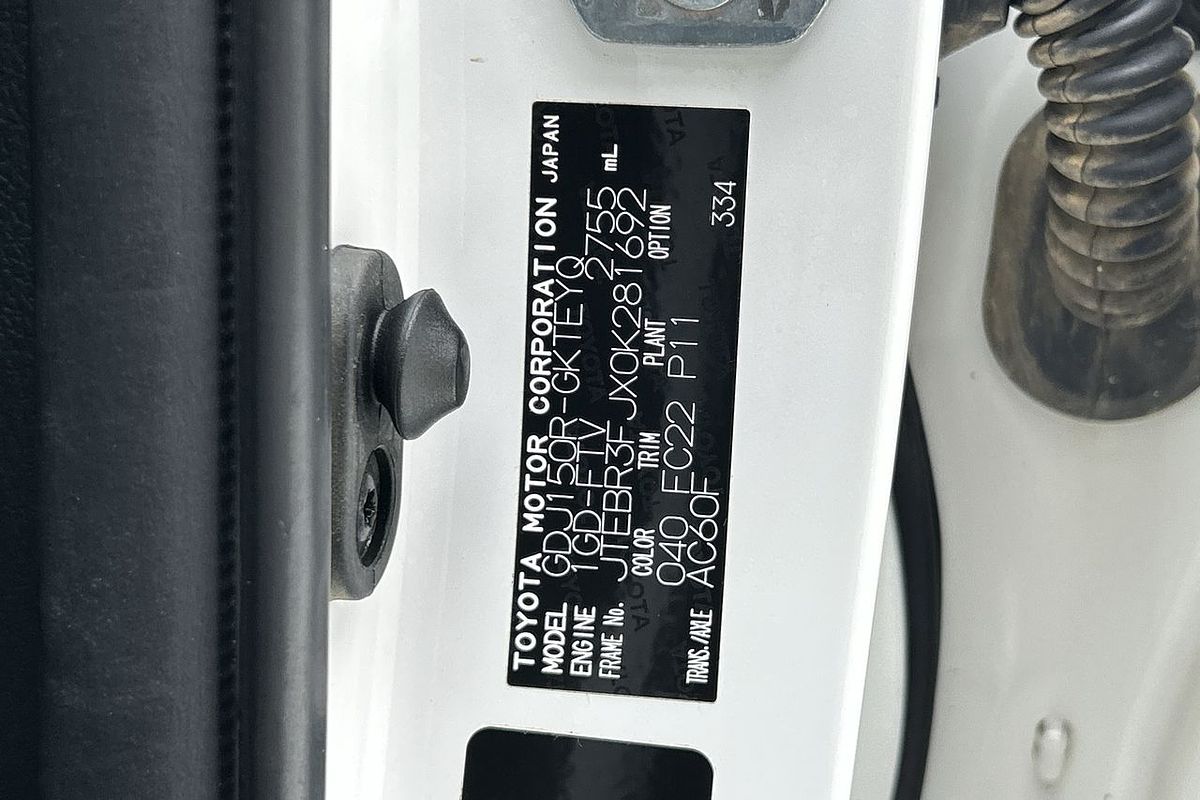 TOYOTA MOTOR CORPORATION JAPAN
MODEL GDJ150R-GKTEYQ
ENGINE 1GD-FTV 2755 mL
FRAME No. JTEBR3FJX0K281692
COLOR TRIM PLANT OPTION
040 FC22 P11
TRANS./AXLE AC60F 334